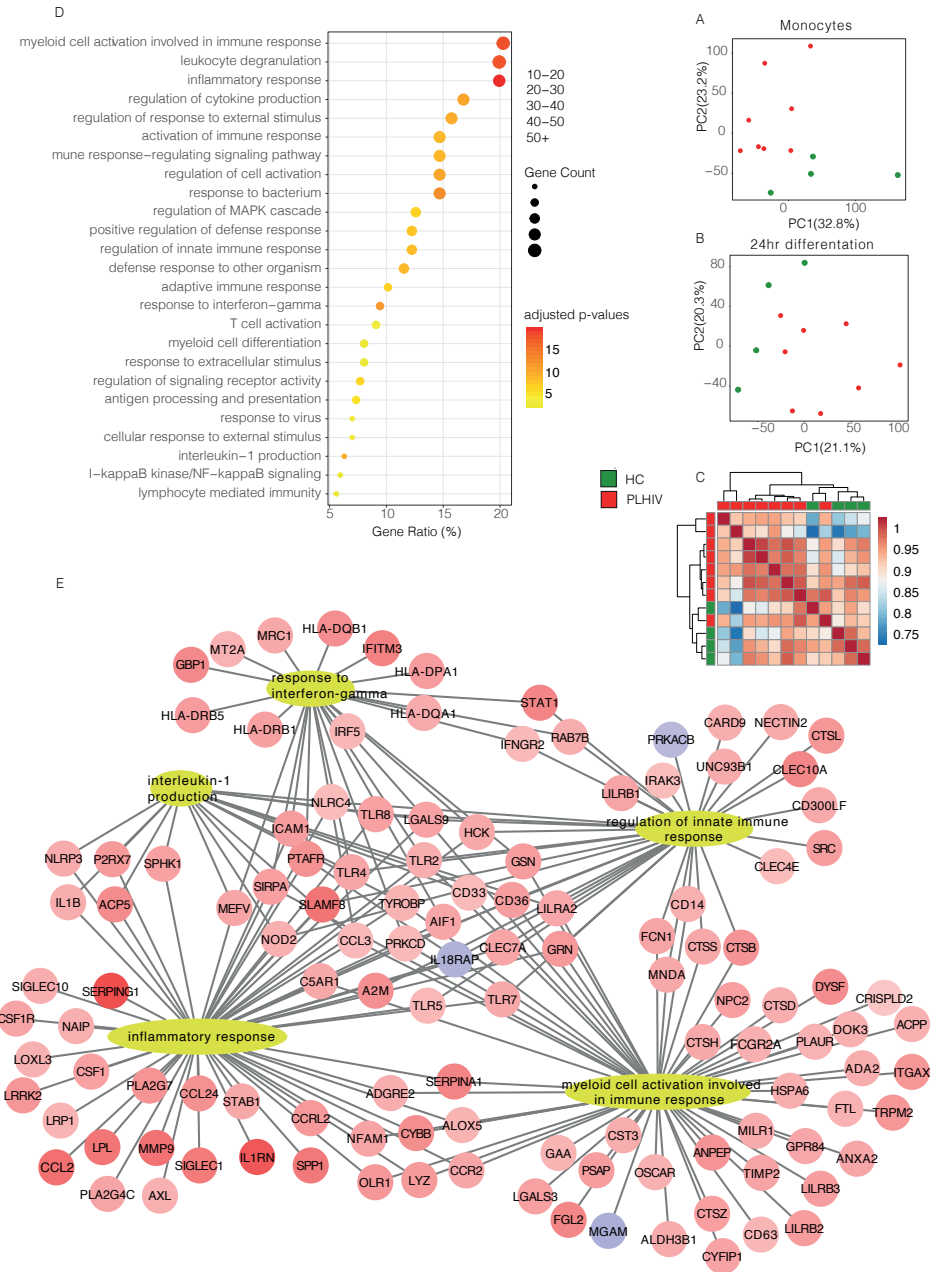 D
myeloid cell activation involved in immune response
leukocyte degranulation
inflammatory response
regulation of cytokine production
regulation of response to external stimulus
activation of immune response
mune response−regulating signaling pathway
regulation of cell activation
response to bacterium
regulation of MAPK cascade
positive regulation of defense response
regulation of innate immune response
defense response to other organism
adaptive immune response
response to interferon-gamma
T cell activation
myeloid cell differentiation
response to extracellular stimulus
regulation of signaling receptor activity
antigen processing and presentation
response to virus
cellular response to external stimulus
interleukin-1 production
I−kappaB kinase/NF−kappaB signaling
lymphocyte mediated immunity
5 10 15 20
Gene Ratio (%)
10−20
20−30
30−40
40−50
50+
Gene Count
adjusted p-values
15
10
5
A
Monocytes
PC2(23.2%)
100
50
0
−50
0 100
PC1(32.8%)
B
24hr differentation
PC2(20.3%)
80
40
0
−40
−50 0 50 100
PC1(21.1%)
HC
PLHIV
C
1
0.95
0.9
0.85
0.8
0.75
E
HLA-DQB1
MRC1
MT2A
IFITM3
GBP1
HLA-DPA1
response to
interferon-gamma
STAT1
HLA-DRB5
HLA-DQA1
HLA-DRB1
IRF5
RAB7B
IFNGR2
PRKACB
CARD9
NECTIN2
CTSL
UNC93B1
CLEC10A
IRAK3
LILRB1
CD300LF
interleukin-1
production
NLRC4
TLR8
LGALS9
HCK
ICAM1
regulation of innate immune
response
SRC
CLEC4E
NLRP3
P2RX7
SPHK1
PTAFR
TLR4
TLR2
GSN
SIRPA
IL1B
ACP5
MEFV
SLAMF8
TYROBP
CD33
CD36
LILRA2
AIF1
CD14
NOD2
CCL3
PRKCD
CLEC7A
GRN
FCN1
CTSS
CTSB
IL18RAP
MNDA
SIGLEC10
SERPING1
C5AR1
A2M
TLR5
TLR7
NPC2
CTSD
DYSF
CRISPLD2
CSF1R
NAIP
inflammatory response
CTSH
FCGR2A
PLAUR
DOK3
ACPP
LOXL3
CSF1
PLA2G7
CCL24
STAB1
ADGRE2
SERPINA1
myeloid cell activation involved
in immune response
HSPA6
ADA2
ITGAX
LRRK2
LRP1
CCRL2
NFAM1
CYBB
ALOX5
FTL
TRPM2
LPL
MMP9
SIGLEC1
IL1RN
SPP1
CCL2
CST3
MILR1
GPR84
ANXA2
GAA
PSAP
OSCAR
ANPEP
TIMP2
PLA2G4C
AXL
OLR1
LYZ
CCR2
LGALS3
LILRB3
FGL2
MGAM
CTSZ
CD63
LILRB2
ALDH3B1
CYFIP1